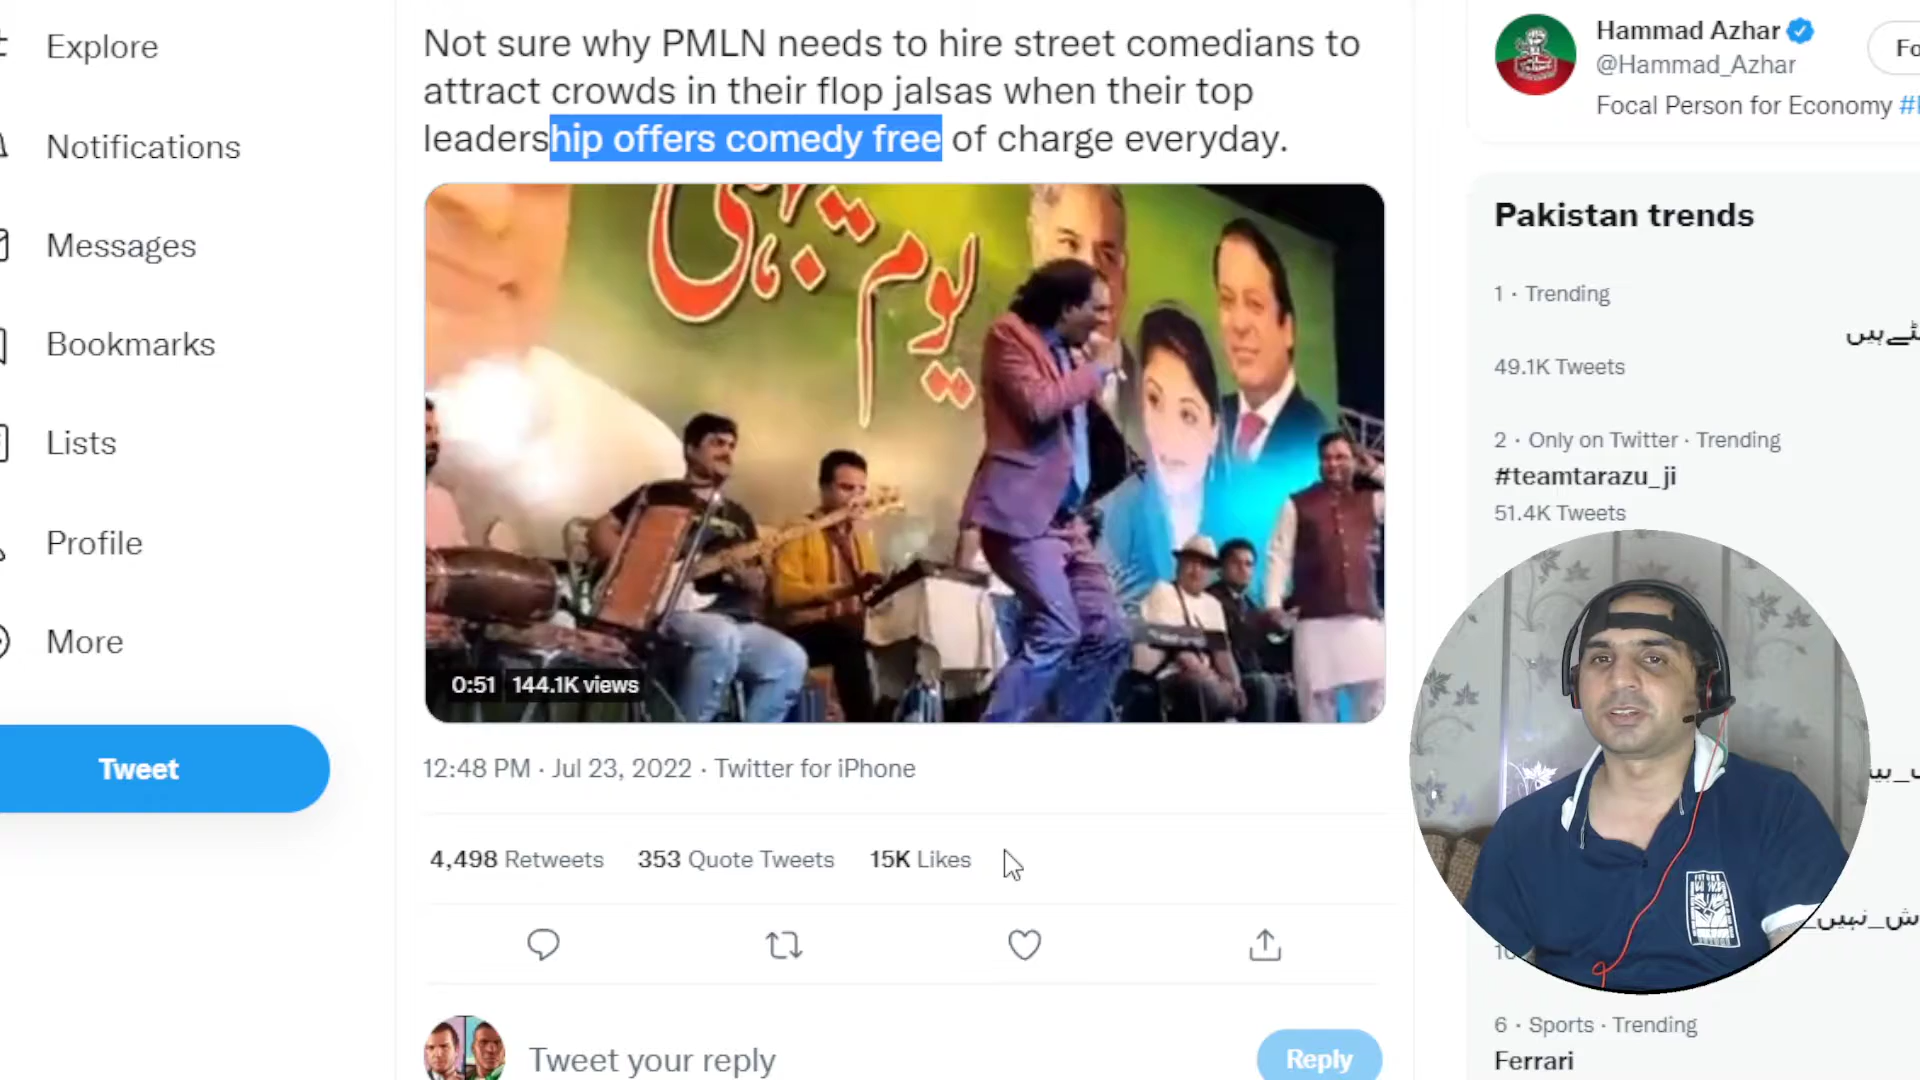 Explore
Notifications
Messages
Bookmarks
Lists
Profile
More
Tweet
Not sure why PMLN needs to hire street comedians to
attract crowds in their flop jalsas when their top
leadership offers comedy free of charge everyday.
یوم
0:51 144.1K views
12:48 PM · Jul 23, 2022 · Twitter for iPhone
4,498 Retweets 353 Quote Tweets 15K Likes
Tweet your reply
Reply
Hammad Azhar
@Hammad_Azhar
Focal Person for Economy
Pakistan trends
1 · Trending
49.1K Tweets
2 · Only on Twitter · Trending
#teamtarazu_ji
51.4K Tweets
6 · Sports · Trending
Ferrari